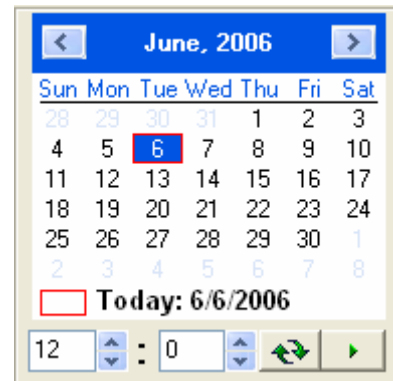 June, 2006
Sun Mon Tue Wed Thu Fri Sat
28 29 30 31 1 2 3
4 5 6 7 8 9 10
11 12 13 14 15 16 17
18 19 20 21 22 23 24
25 26 27 28 29 30 1
2 3 4 5 6 7 8
Today: 6/6/2006
12 : 0